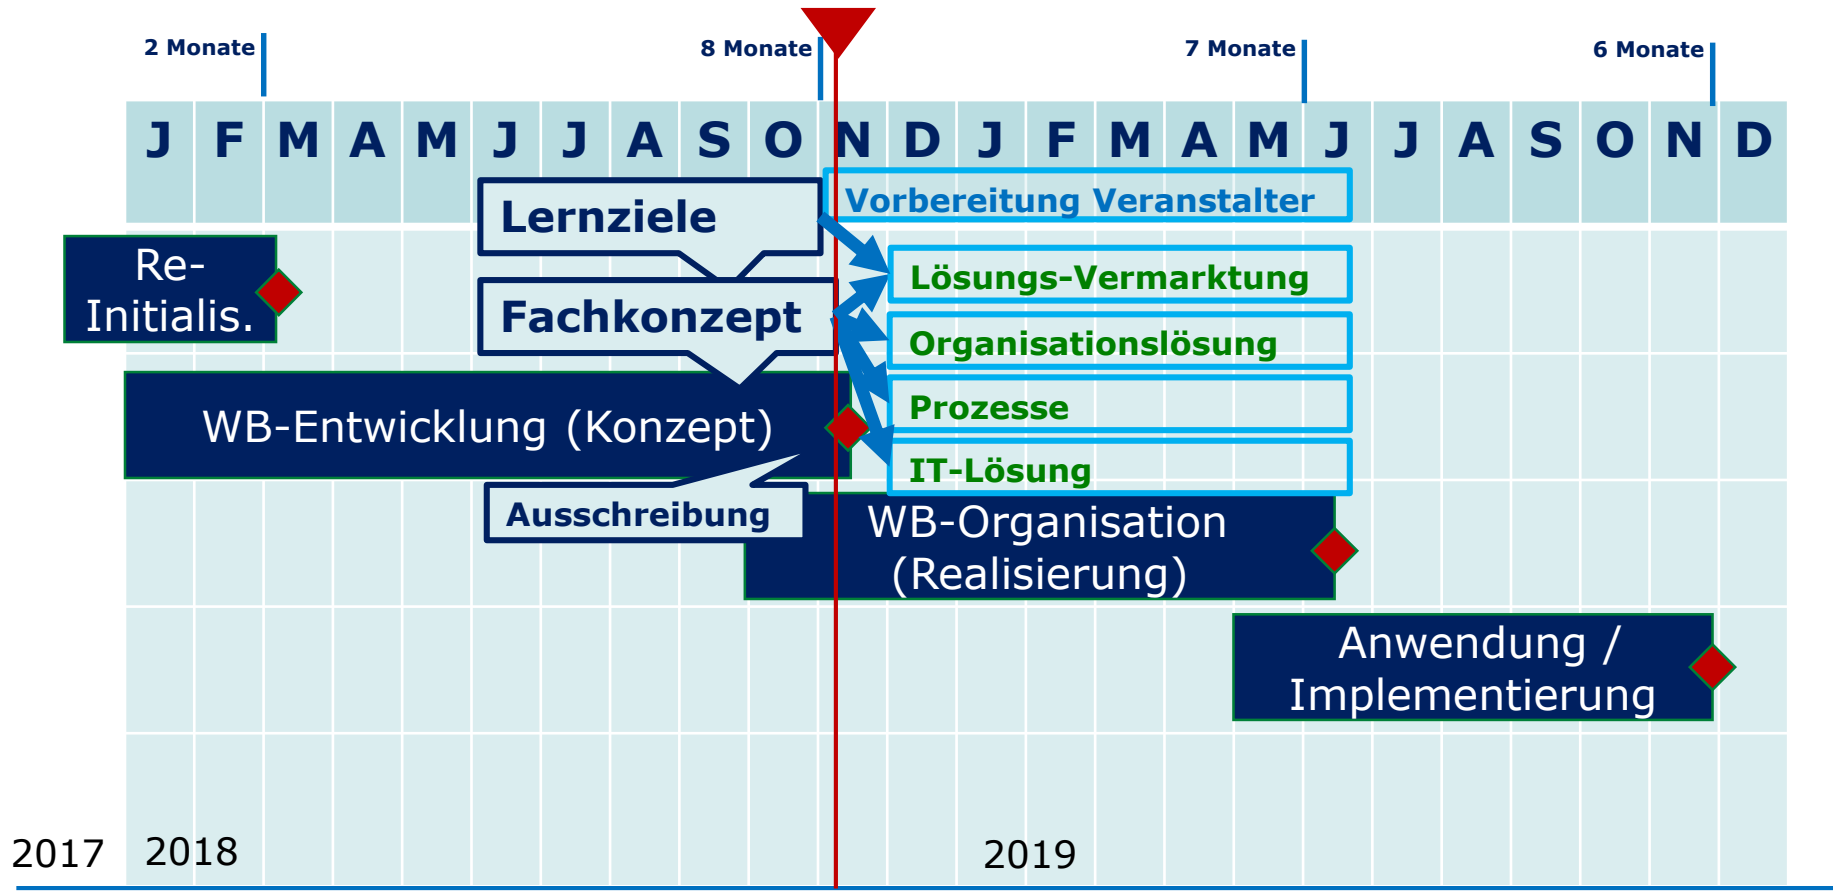 2 Monate 8 Monate 7 Monate 6 Monate
J F M A M J J A S O N D J F M A M J J A S O N D
Vorbereitung Veranstalter
Lernziele
Re-
Initialis.
Lösungs-Vermarktung
Fachkonzept
Organisationslösung
Prozesse
WB-Entwicklung (Konzept)
IT-Lösung
Ausschreibung
WB-Organisation
(Realisierung)
Anwendung /
Implementierung
2017 2018 2019